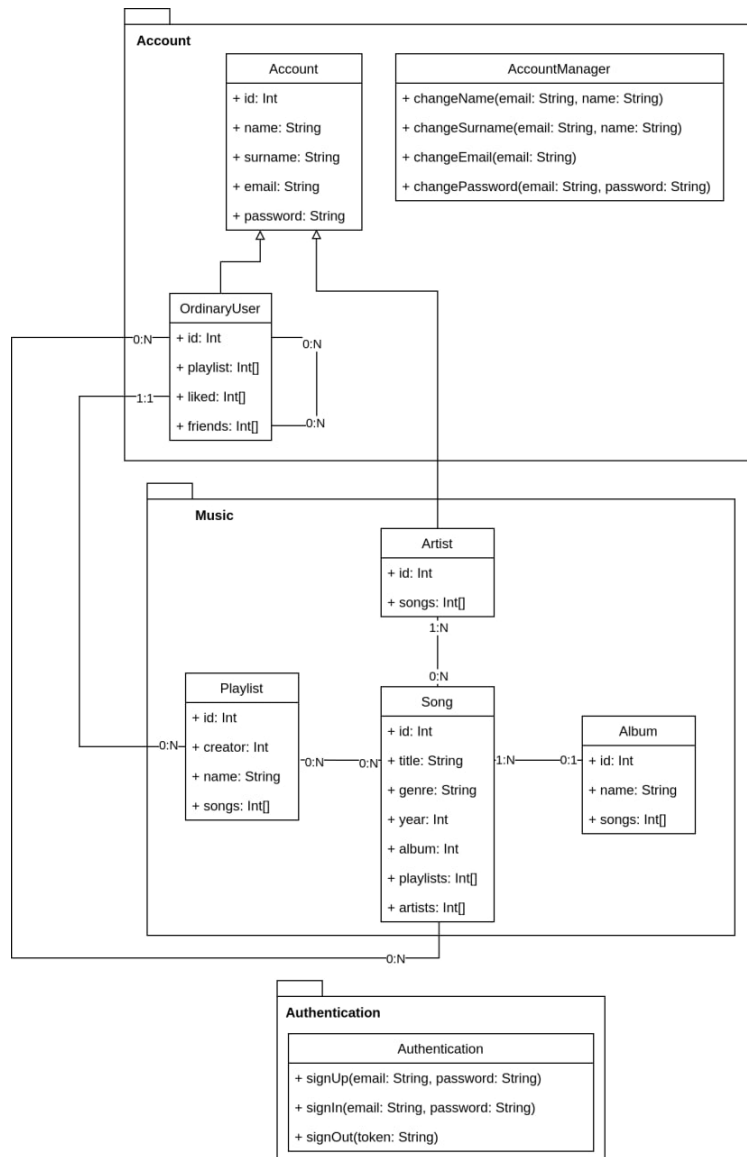 Account
Account
+ id: Int
+ name: String
+ surname: String
+ email: String
+ password: String
AccountManager
+ changeName(email: String, name: String)
+ changeSurname(email: String, name: String)
+ changeEmail(email: String)
+ changePassword(email: String, password: String)
OrdinaryUser
+ id: Int
+ playlist: Int[]
+ liked: Int[]
+ friends: Int[]
0:N
1:1
0:N
0:N
Music
Artist
+ id: Int
+ songs: Int[]
1:N
0:N
Playlist
+ id: Int
+ creator: Int
+ name: String
+ songs: Int[]
0:N
0:N
0:N
Song
+ id: Int
+ title: String
+ genre: String
+ year: Int
+ album: Int
+ playlists: Int[]
+ artists: Int[]
1:N
0:1
Album
+ id: Int
+ name: String
+ songs: Int[]
0:N
Authentication
Authentication
+ signUp(email: String, password: String)
+ signIn(email: String, password: String)
+ signOut(token: String)